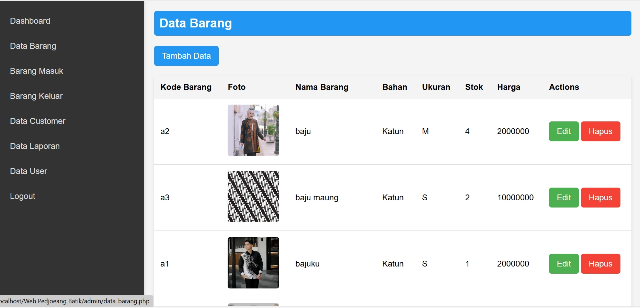 Dashboard
Data Barang
Barang Masuk
Barang Keluar
Data Customer
Data Laporan
Data User
Logout
Data Barang
Tambah Data
Kode Barang Foto Nama Barang Bahan Ukuran Stok Harga Actions
a2 baju Katun M 4 2000000 Edit Hapus
a3 baju maung Katun S 2 10000000 Edit Hapus
a1 bajuku Katun S 1 2000000 Edit Hapus